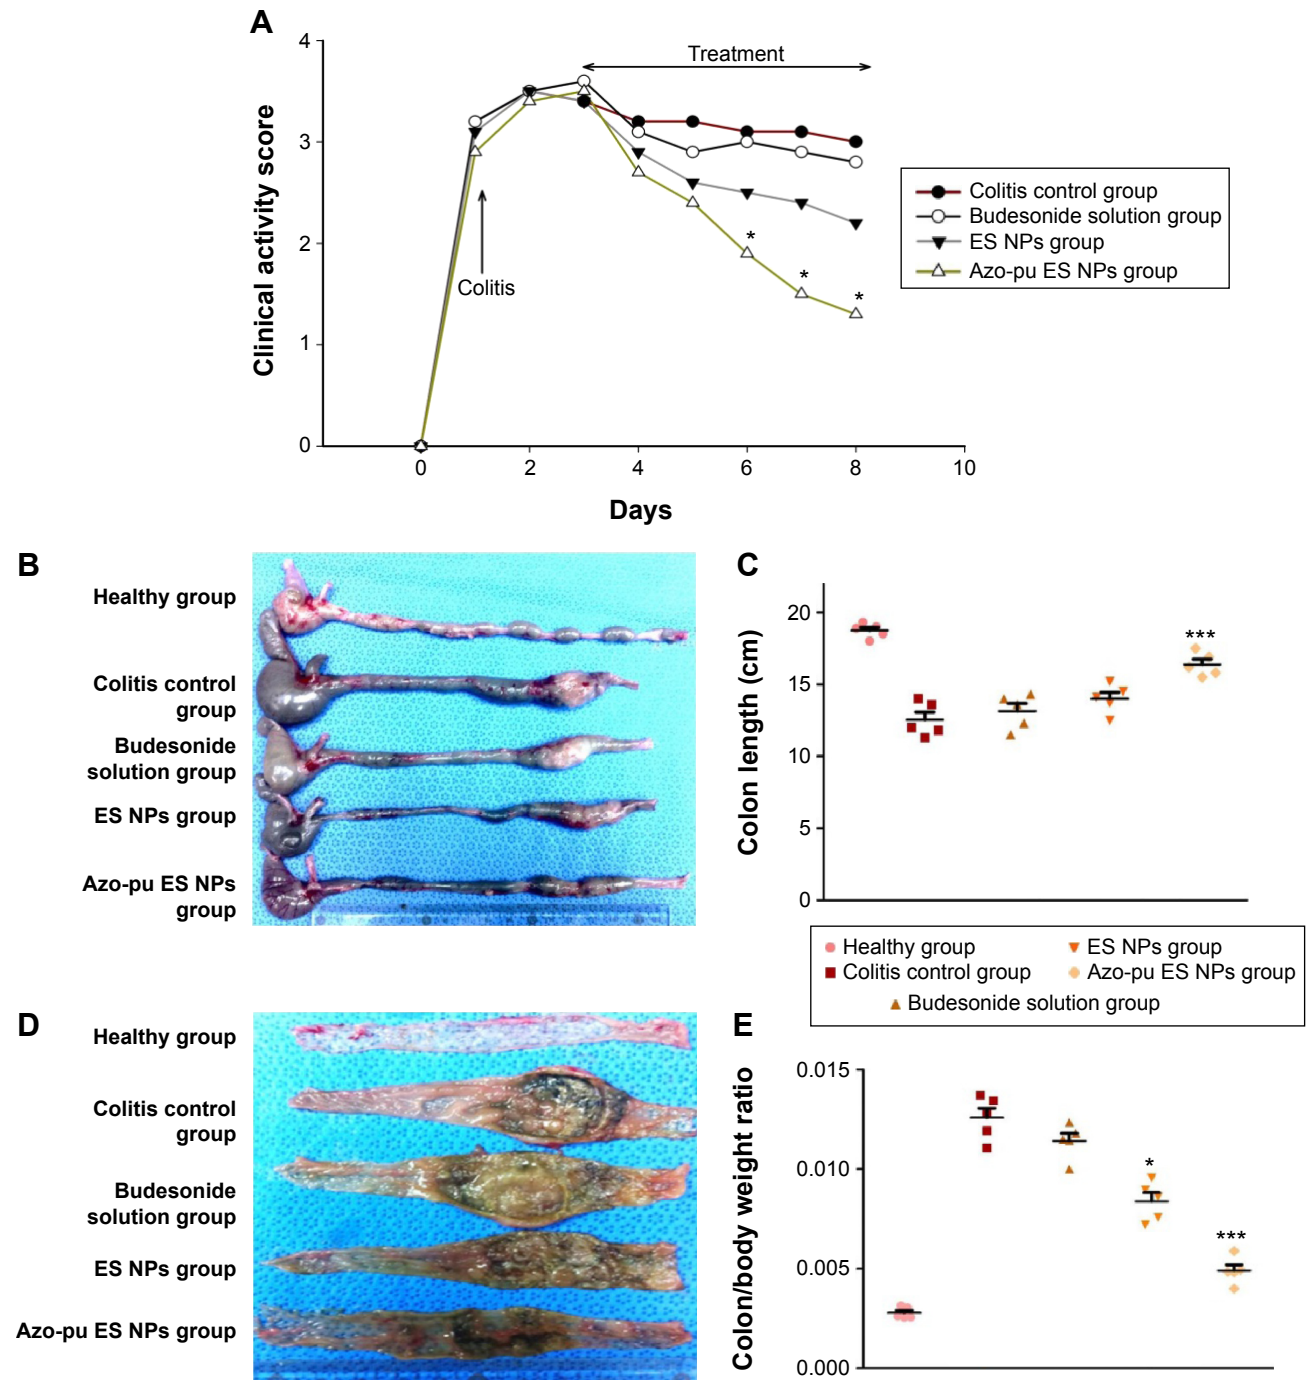 A
4
3
2
1
0
Clinical activity score
Treatment
Colitis
*
*
*
0 2 4 6 8 10
Days
Colitis control group
Budesonide solution group
ES NPs group
Azo-pu ES NPs group
B
Healthy group
Colitis control
group
Budesonide
solution group
ES NPs group
Azo-pu ES NPs
group
C
Colon length (cm)
20
15
10
5
0
***
Healthy group
ES NPs group
Colitis control group
Azo-pu ES NPs group
Budesonide solution group
D
Healthy group
Colitis control
group
Budesonide
solution group
ES NPs group
Azo-pu ES NPs group
E
Colon/body weight ratio
0.015
0.010
0.005
0.000
*
***